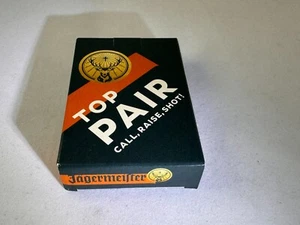 TOP
PAIR
CALL, RAISE, SHOT!
Jägermeister